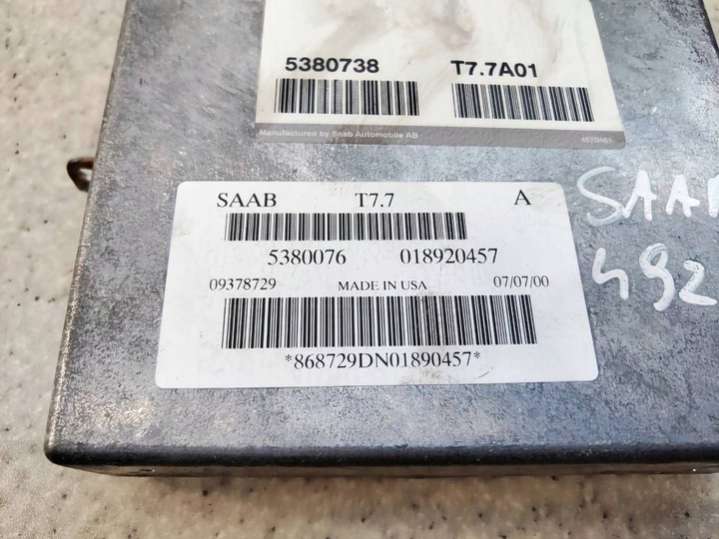 5380738 T7.7A01
Manufactured by Saab Automobile AB
SAAB T7.7 A
5380076 018920457
09378729 MADE IN USA 07/07/00
*868729DN01890457*
SAAB
492